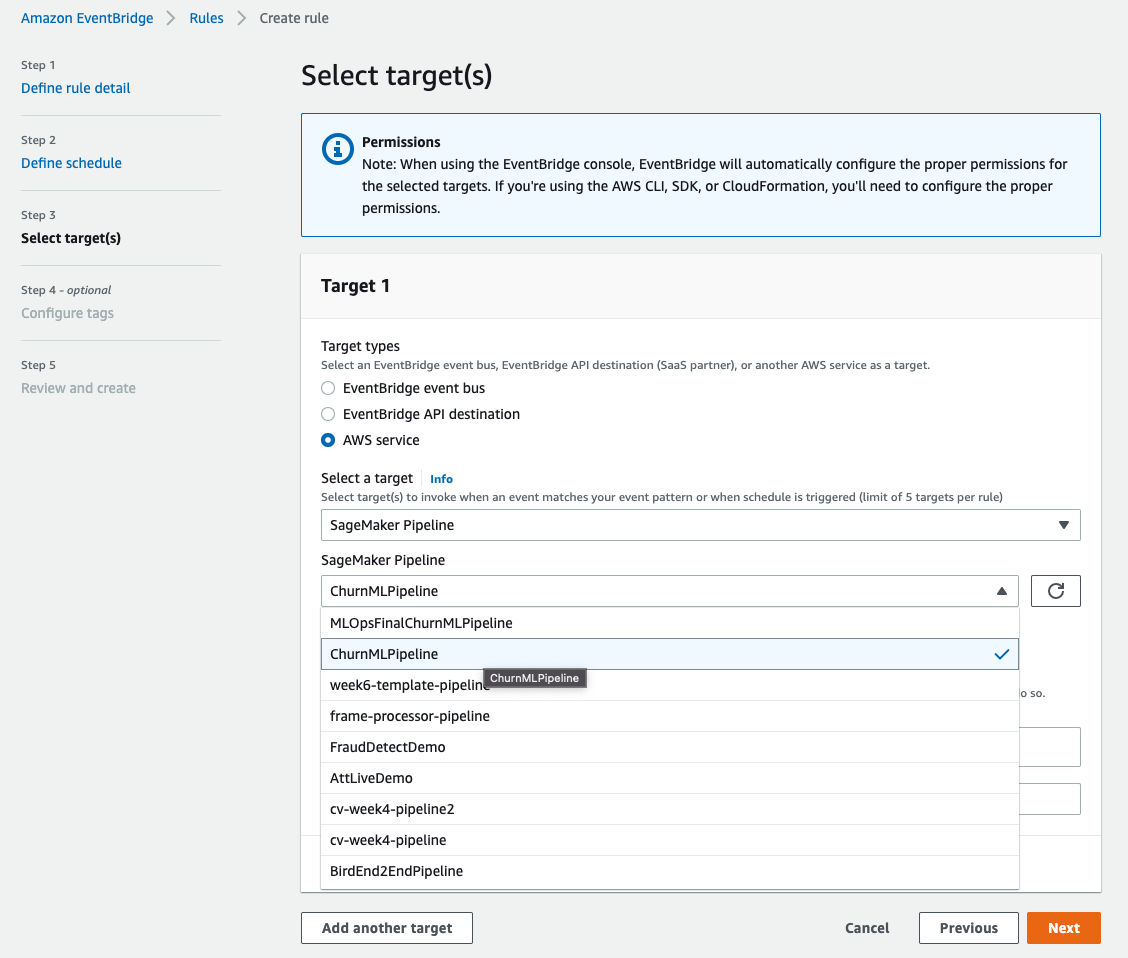 Amazon EventBridge > Rules > Create rule
Step 1
Define rule detail
Step 2
Define schedule
Step 3
Select target(s)
Step 4 - optional
Configure tags
Step 5
Review and create
Select target(s)
Permissions
Note: When using the EventBridge console, EventBridge will automatically configure the proper permissions for
the selected targets. If you're using the AWS CLI, SDK, or CloudFormation, you'll need to configure the proper
permissions.
Target 1
Target types
Select an EventBridge event bus, EventBridge API destination (SaaS partner), or another AWS service as a target.
EventBridge event bus
EventBridge API destination
AWS service
Select a target Info
Select target(s) to invoke when an event matches your event pattern or when schedule is triggered (limit of 5 targets per rule)
SageMaker Pipeline
SageMaker Pipeline
ChurnMLPipeline
MLOpsFinalChurnMLPipeline
ChurnMLPipeline
ChurnMLPipeline
week6-template-pipeline
o so.
frame-processor-pipeline
FraudDetectDemo
AttLiveDemo
cv-week4-pipeline2
cv-week4-pipeline
BirdEnd2EndPipeline
Add another target
Cancel
Previous
Next